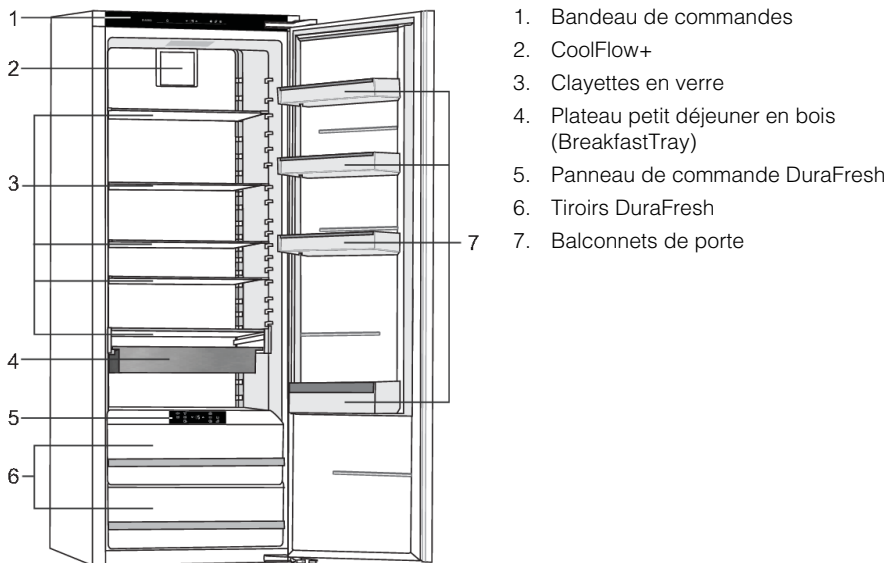 1
2
3
4
5
6
7
1. Bandeau de commandes
2. CoolFlow+
3. Clayettes en verre
4. Plateau petit déjeuner en bois
(BreakfastTray)
5. Panneau de commande DuraFresh
6. Tiroirs DuraFresh
7. Balconnets de porte